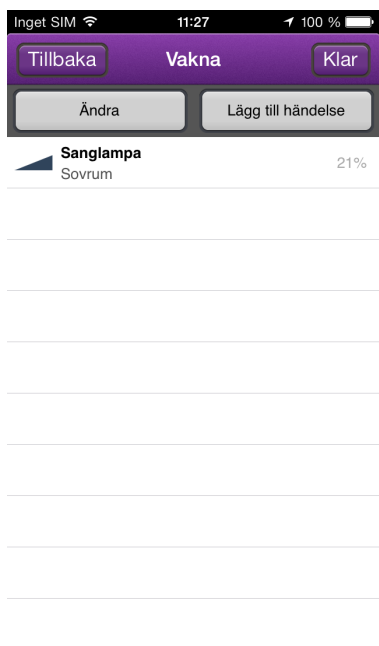 Inget SIM 11:27 100 %
Tillbaka Vakna Klar
Ändra Lägg till händelse
Sanglampa
Sovrum 21%